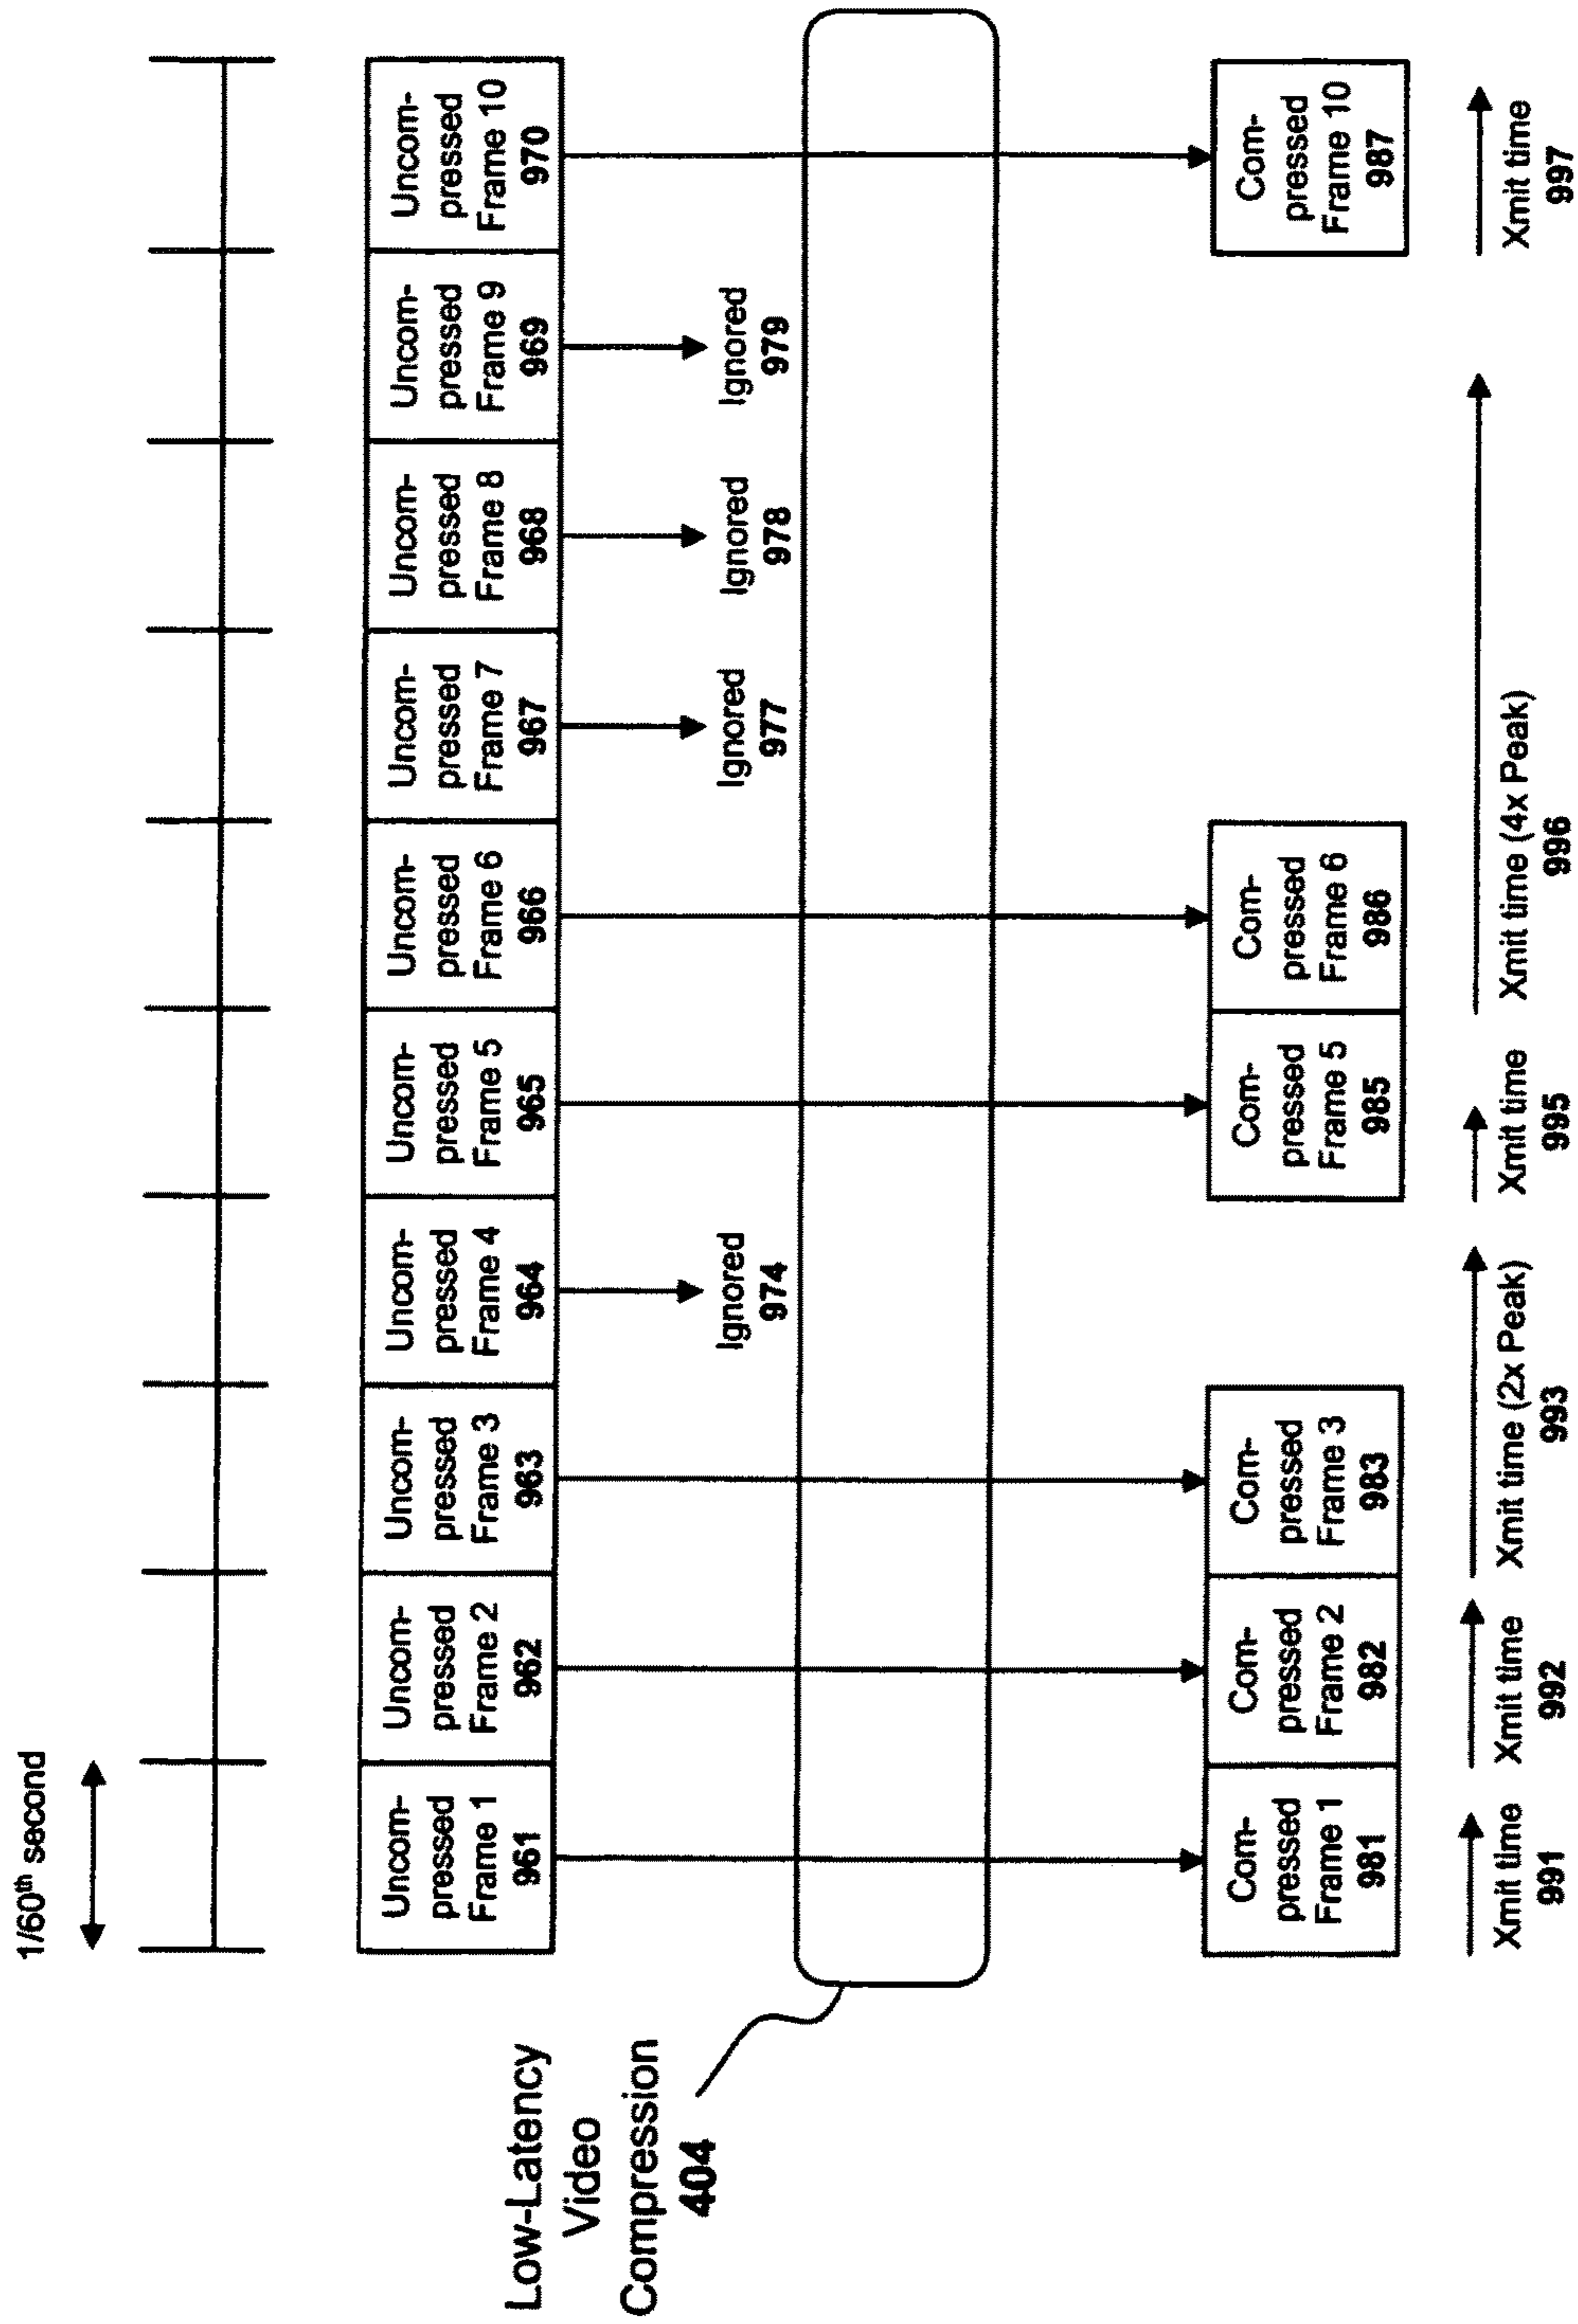 1/60th second
Uncom-
pressed
Frame 1
961
Uncom-
pressed
Frame 2
962
Uncom-
pressed
Frame 3
963
Uncom-
pressed
Frame 4
964
Uncom-
pressed
Frame 5
965
Uncom-
pressed
Frame 6
966
Uncom-
pressed
Frame 7
967
Uncom-
pressed
Frame 8
968
Uncom-
pressed
Frame 9
969
Uncom-
pressed
Frame 10
970
Low-Latency
Video
Compression
404
Ignored
974
Ignored
977
Ignored
978
Ignored
979
Com-
pressed
Frame 1
981
Com-
pressed
Frame 2
982
Com-
pressed
Frame 3
983
Com-
pressed
Frame 5
985
Com-
pressed
Frame 6
986
Com-
pressed
Frame 10
987
Xmit time
991
Xmit time
992
Xmit time (2x Peak)
993
Xmit time
995
Xmit time (4x Peak)
996
Xmit time
997